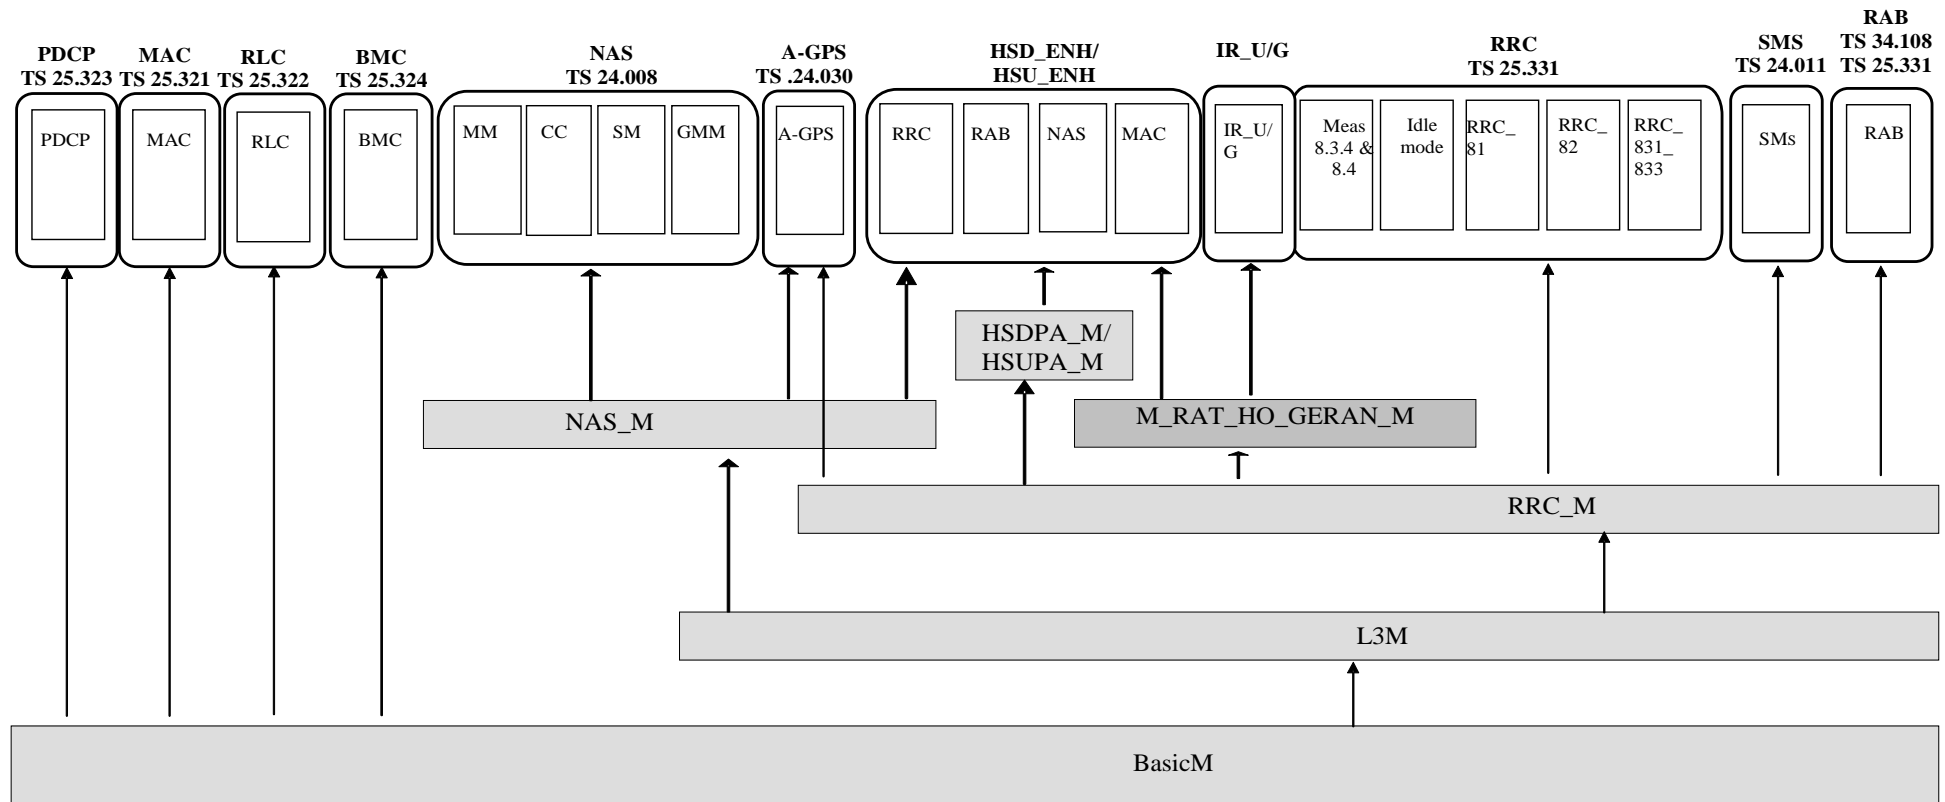 PDCP
TS 25.323
MAC
TS 25.321
RLC
TS 25.322
BMC
TS 25.324
NAS
TS 24.008
A-GPS
TS .24.030
HSD_ENH/
HSU_ENH
IR_U/G
RRC
TS 25.331
SMS
TS 24.011
RAB
TS 34.108
TS 25.331
PDCP
MAC
RLC
BMC
MM
CC
SM
GMM
A-GPS
RRC
RAB
NAS
MAC
IR_U/
G
Meas
8.3.4 &
8.4
Idle
mode
RRC_
81
RRC_
82
RRC_
831_
833
SMs
RAB
HSDPA_M/
HSUPA_M
NAS_M
M_RAT_HO_GERAN_M
RRC_M
L3M
BasicM